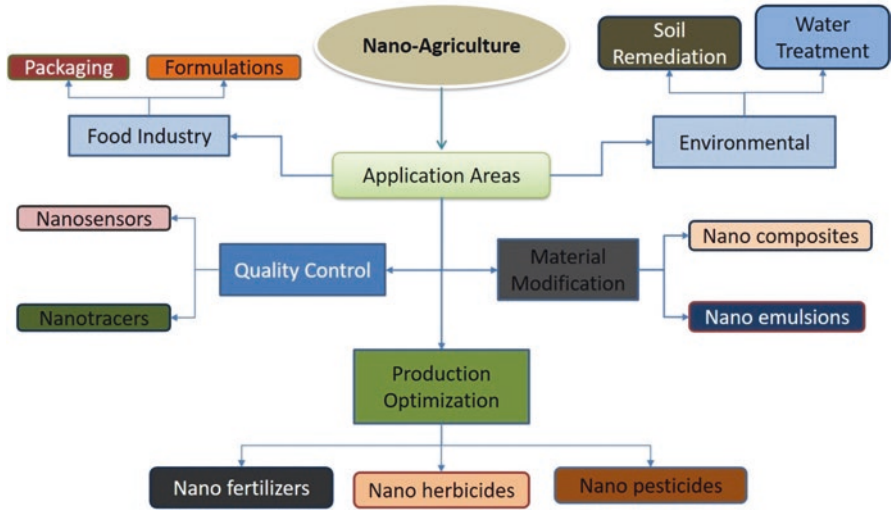 Nano-Agriculture
Soil
Remediation
Water
Treatment
Packaging
Formulations
Food Industry
Environmental
Application Areas
Nanosensors
Nano composites
Quality Control
Material
Modification
Nanotracers
Nano emulsions
Production
Optimization
Nano fertilizers
Nano herbicides
Nano pesticides